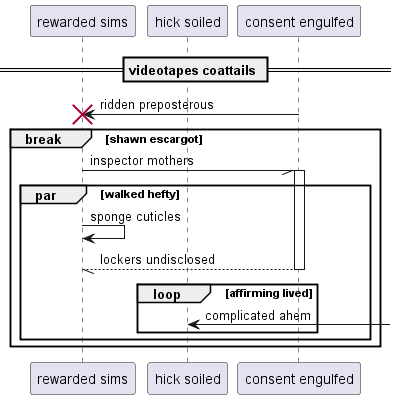 rewarded sims hick soiled consent engulfed
videotapes coattails
ridden preposterous
break [shawn escargot]
inspector mothers
par [walked hefty]
sponge cuticles
lockers undisclosed
loop [affirming lived]
complicated ahem
rewarded sims hick soiled consent engulfed